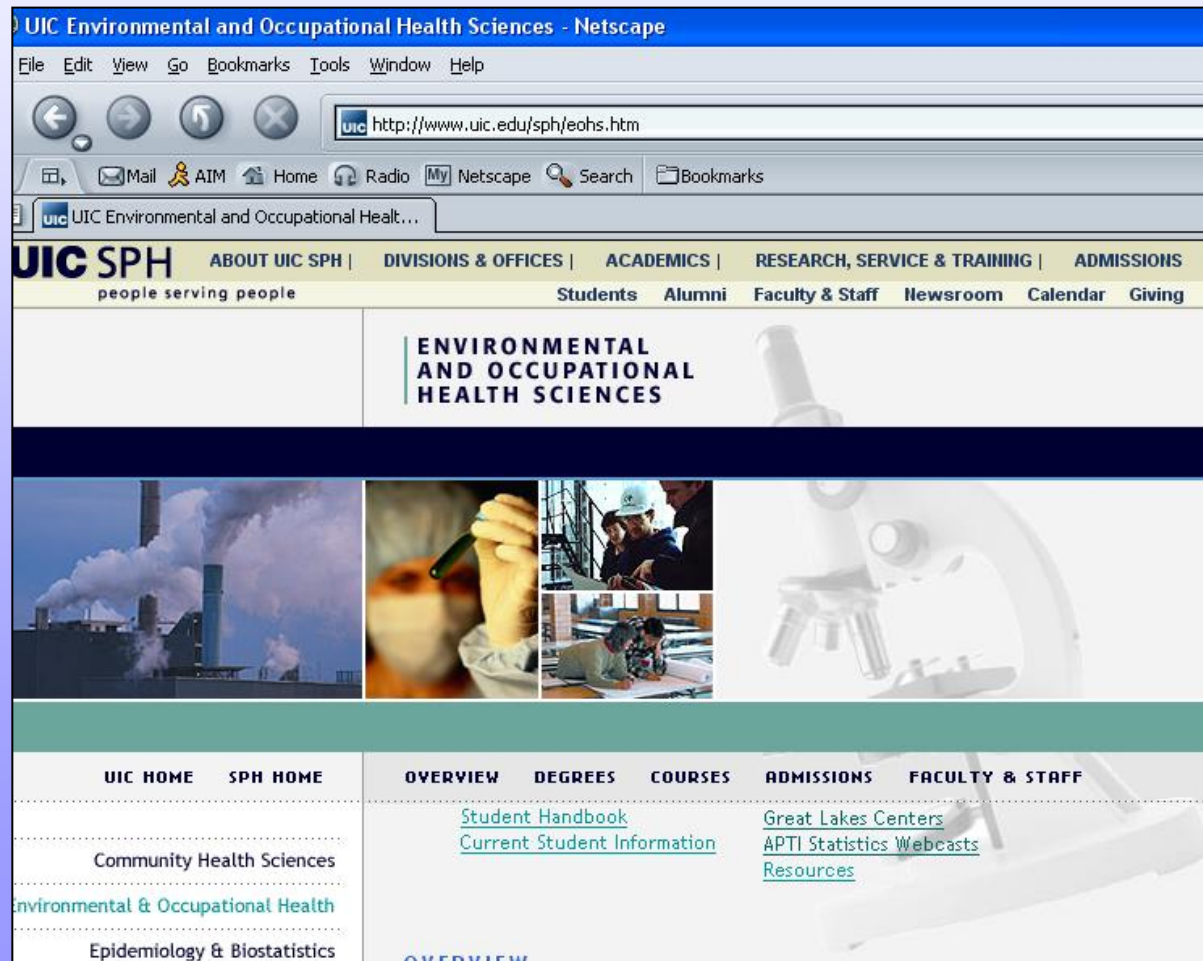 UIC Environmental and Occupational Health Sciences - Netscape
File Edit View Go Bookmarks Tools Window Help
UIC http://www.uic.edu/sph/eohs.htm
Mail AIM Home Radio My Netscape Search Bookmarks
UIC UIC Environmental and Occupational Healt...
UIC SPH ABOUT UIC SPH | DIVISIONS & OFFICES | ACADEMICS | RESEARCH, SERVICE & TRAINING | ADMISSIONS
people serving people Students Alumni Faculty & Staff Newsroom Calendar Giving
ENVIRONMENTAL
AND OCCUPATIONAL
HEALTH SCIENCES
UIC HOME SPH HOME OVERVIEW DEGREES COURSES ADMISSIONS FACULTY & STAFF
Student Handbook Great Lakes Centers
Current Student Information APTI Statistics Webcasts
Resources
Community Health Sciences
Environmental & Occupational Health
Epidemiology & Biostatistics
OVERVIEW